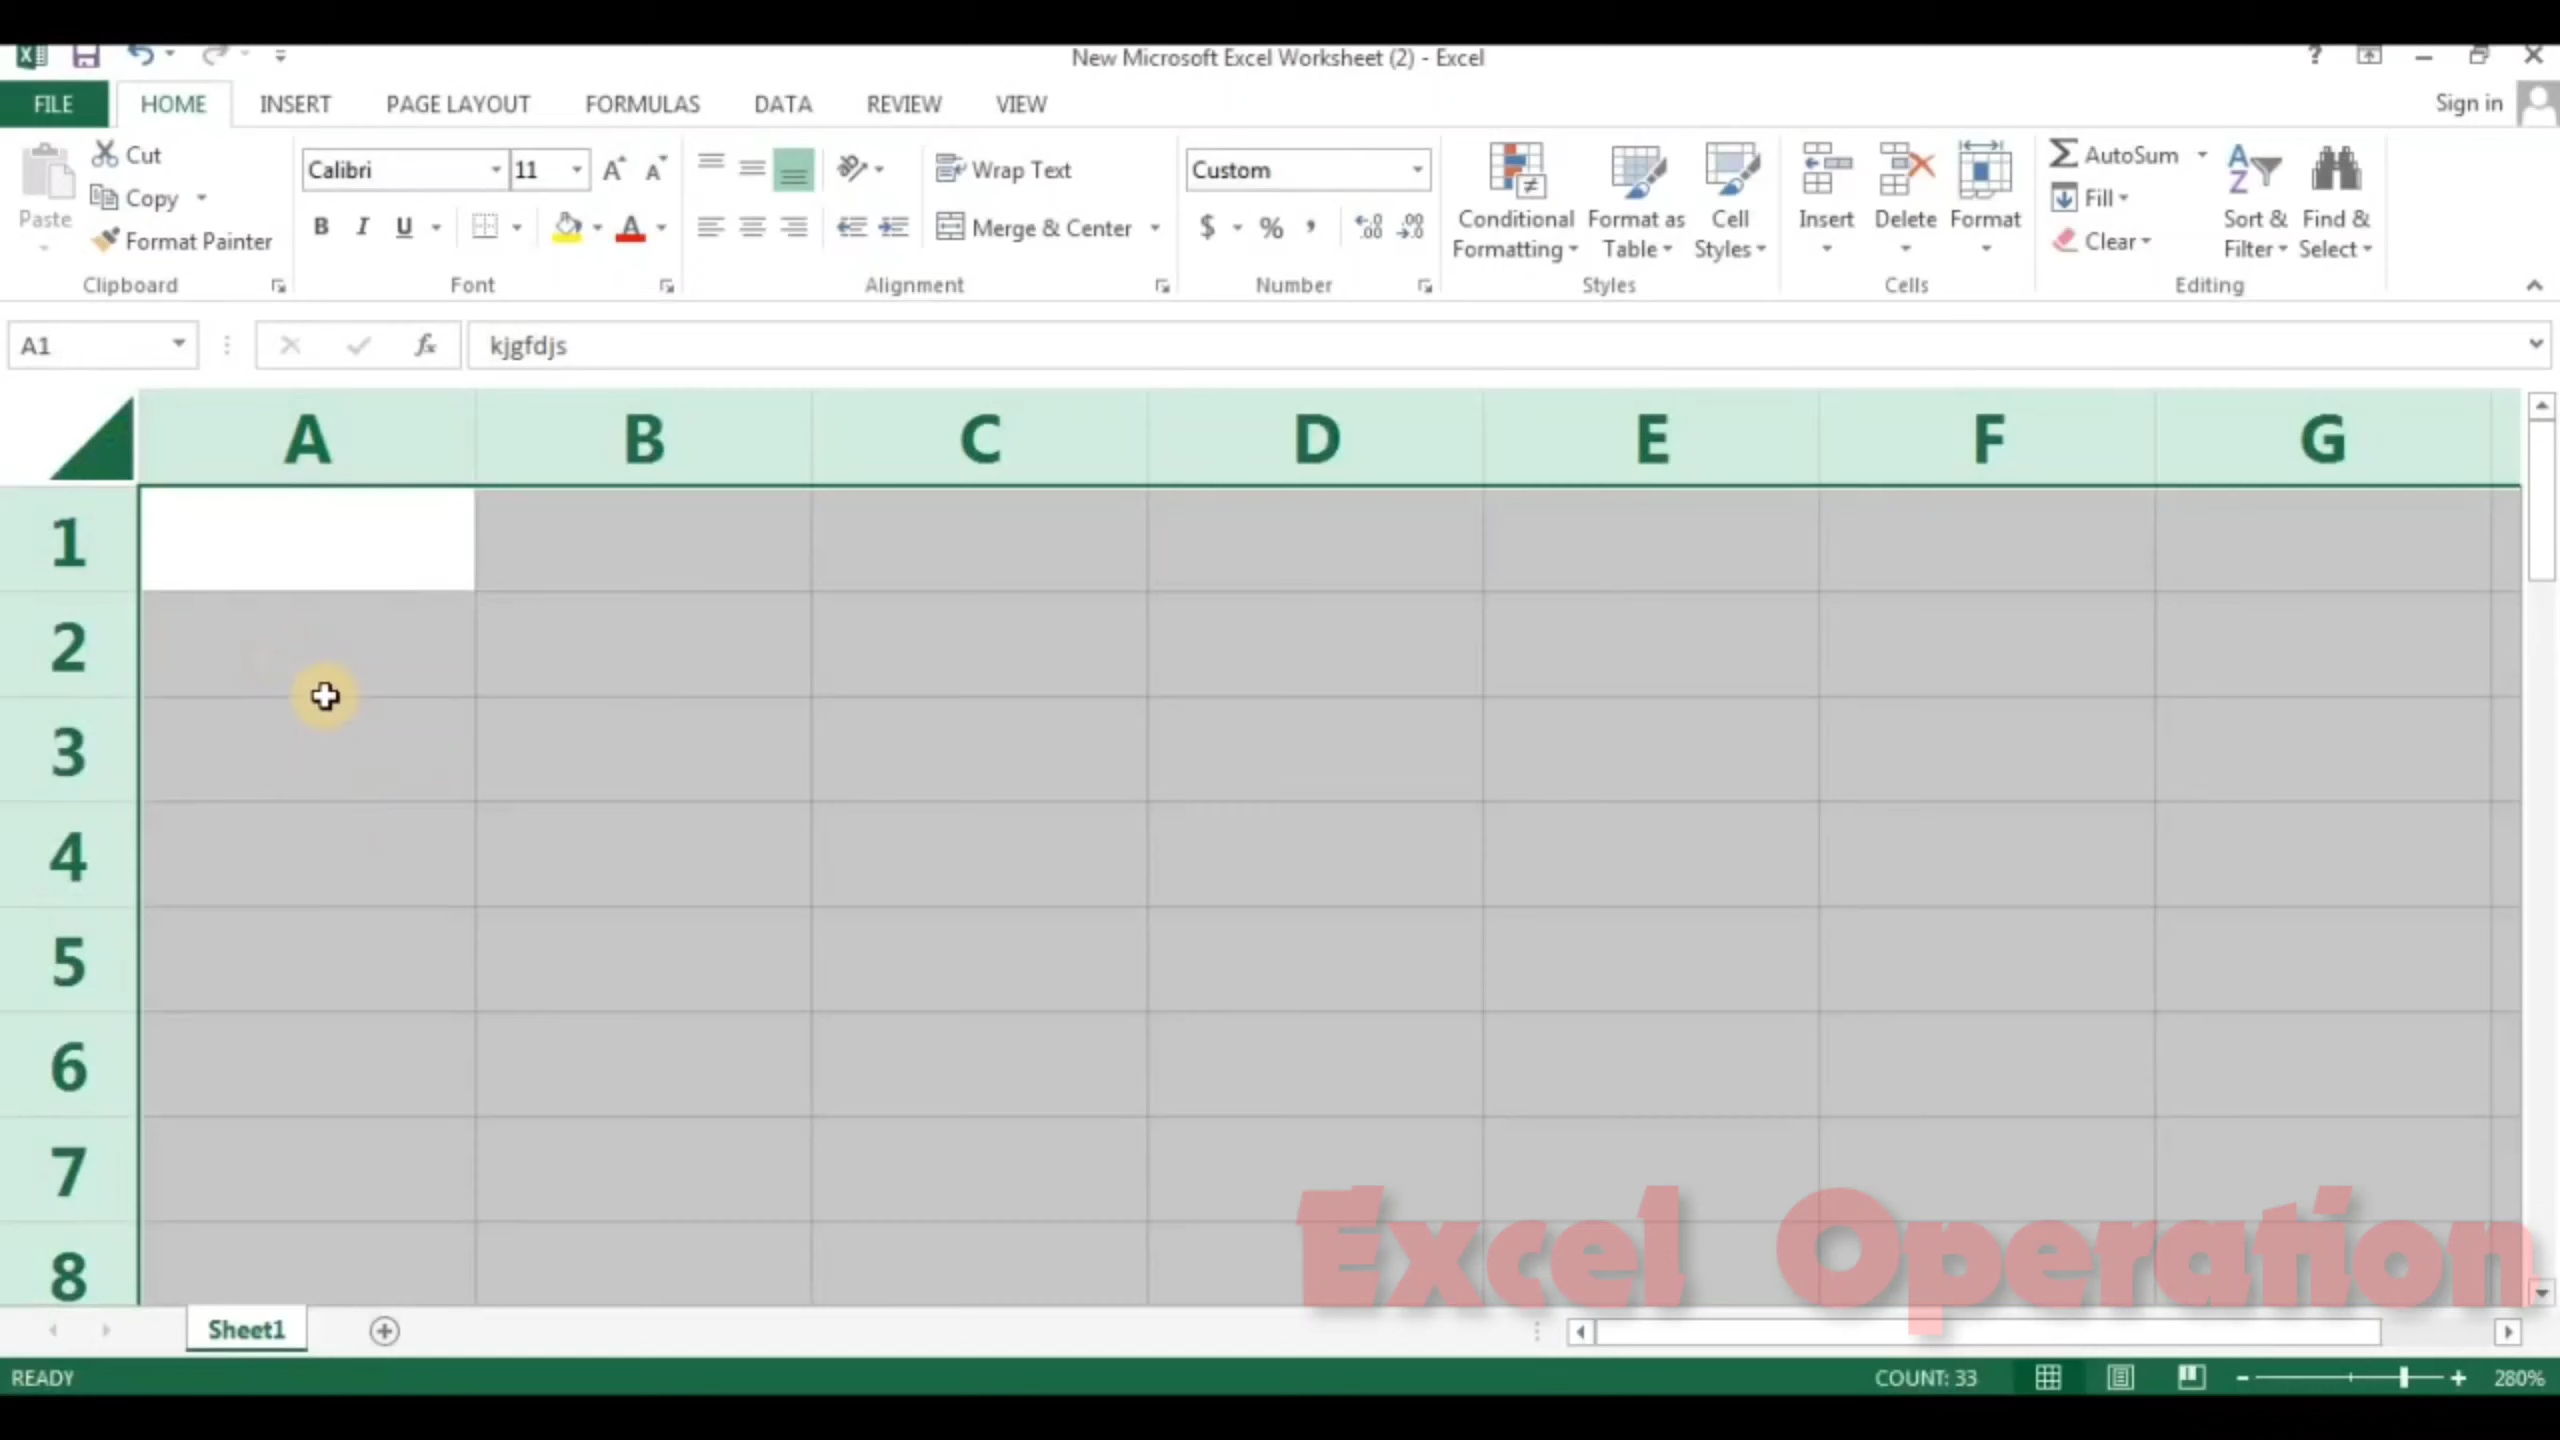 New Microsoft Excel Worksheet (2) - Excel
FILE HOME INSERT PAGE LAYOUT FORMULAS DATA REVIEW VIEW Sign in
Paste
Cut
Copy
Format Painter
Clipboard
Calibri 11
B I U A
Font
Wrap Text
Merge & Center
Alignment
Custom
$ % ,
Number
Conditional Formatting
Format as Table
Cell Styles
Styles
Insert Delete Format
Cells
AutoSum
Fill
Clear
Sort & Filter
Find & Select
Editing
A1 fx kjgfdjs
A B C D E F G
1
2
3
4
5
6
7
8
Excel Operation
Sheet1
READY COUNT: 33 280%